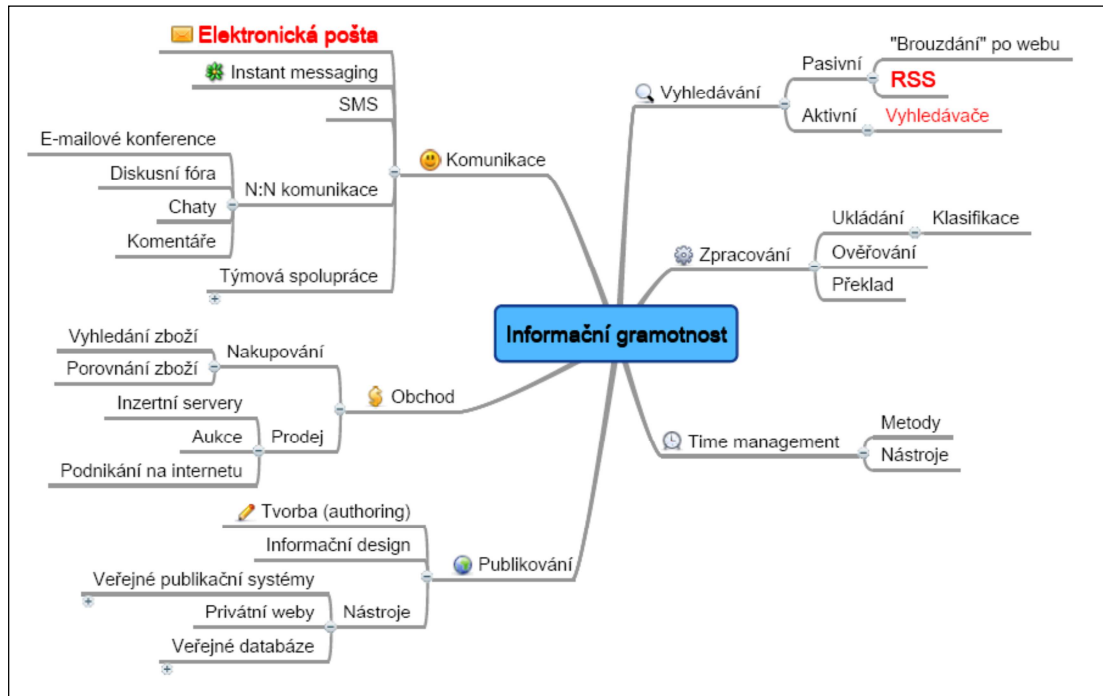 Elektronická pošta
Instant messaging
SMS
E-mailové konference
Diskusní fóra
Chaty
Komentáře
N:N komunikace
Týmová spolupráce
Komunikace
"Brouzdání" po webu
Pasivní
RSS
Vyhledávání
Aktivní
Vyhledávače
Ukládání
Klasifikace
Zpracování
Ověřování
Překlad
Informační gramotnost
Vyhledání zboží
Nakupování
Porovnání zboží
Obchod
Inzertní servery
Aukce
Prodej
Podnikání na internetu
Metody
Time management
Nástroje
Tvorba (authoring)
Informační design
Publikování
Veřejné publikační systémy
Privátní weby
Nástroje
Veřejné databáze